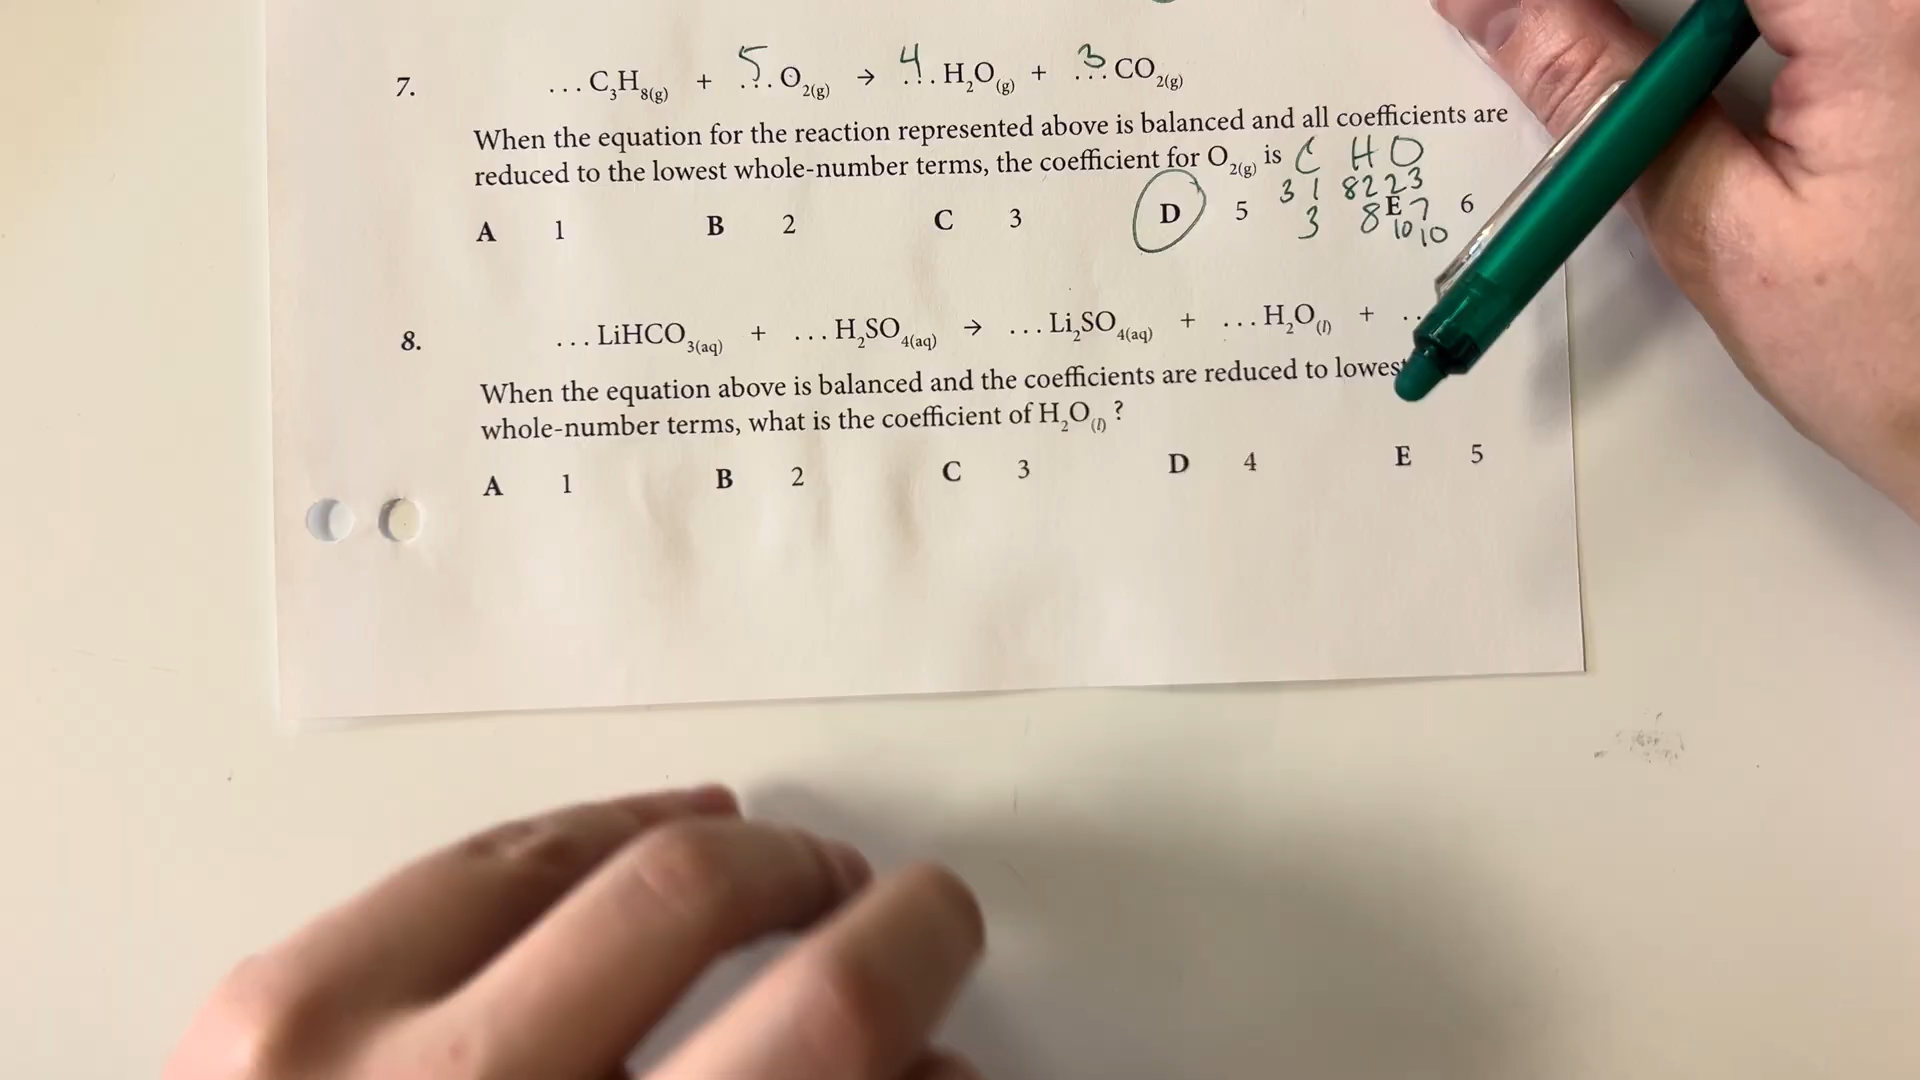 7. ... C₃H₈(g) + 5 ... O₂(g) → 4 ... H₂O(g) + 3 ... CO₂(g)
When the equation for the reaction represented above is balanced and all coefficients are
reduced to the lowest whole-number terms, the coefficient for O₂(g) is
C H O
3 1 8 2 2 3
3 8 7
10 10
A 1 B 2 C 3 D 5 E 6
8. ... LiHCO₃(aq) + ... H₂SO₄(aq) → ... Li₂SO₄(aq) + ... H₂O(l) + ..
When the equation above is balanced and the coefficients are reduced to lowest
whole-number terms, what is the coefficient of H₂O(l) ?
A 1 B 2 C 3 D 4 E 5